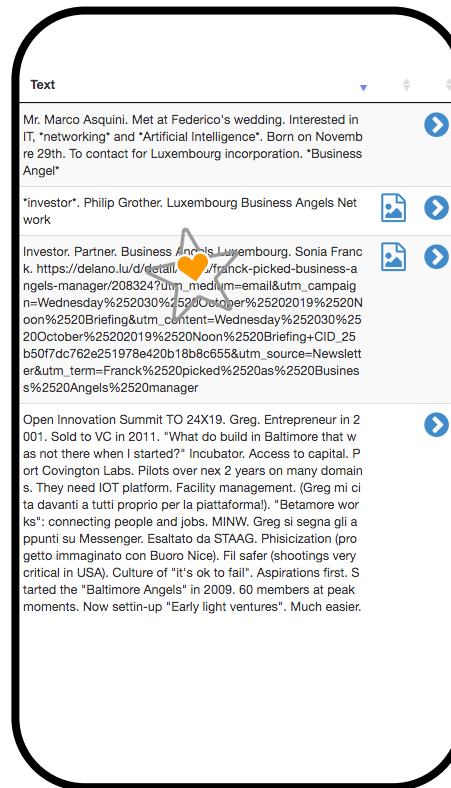 Text
Mr. Marco Asquini. Met at Federico's wedding. Interested in
IT, *networking* and *Artificial Intelligence*. Born on Novemb
re 29th. To contact for Luxembourg incorporation. *Business
Angel*
*investor*. Philip Grother. Luxembourg Business Angels Net
work
Investor. Partner. Business Angels Luxembourg. Sonia Franc
k. https://delano.lu/d/detail/ /franck-picked-business-a
ngels-manager/208324?utm_medium=email&utm_campaig
n=Wednesday%252030%2520October%25202019%2520N
oon%2520Briefing&utm_content=Wednesday%252030%25
20October%25202019%2520Noon%2520Briefing+CID_25
b50f7dc762e251978e420b18b8c655&utm_source=Newslett
er&utm_term=Franck%2520picked%2520as%2520Busines
s%2520Angels%2520manager
Open Innovation Summit TO 24X19. Greg. Entrepreneur in 2
001. Sold to VC in 2011. "What do build in Baltimore that w
as not there when I started?" Incubator. Access to capital. P
ort Covington Labs. Pilots over nex 2 years on many domain
s. They need IOT platform. Facility management. (Greg mi ci
ta davanti a tutti proprio per la piattaforma!). "Betamore wor
ks": connecting people and jobs. MINW. Greg si segna gli a
ppunti su Messenger. Esaltato da STAAG. Phisicization (pro
getto immaginato con Buoro Nice). Fil safer (shootings very
critical in USA). Culture of "it's ok to fail". Aspirations first. S
tarted the "Baltimore Angels" in 2009. 60 members at peak
moments. Now settin-up "Early light ventures". Much easier.